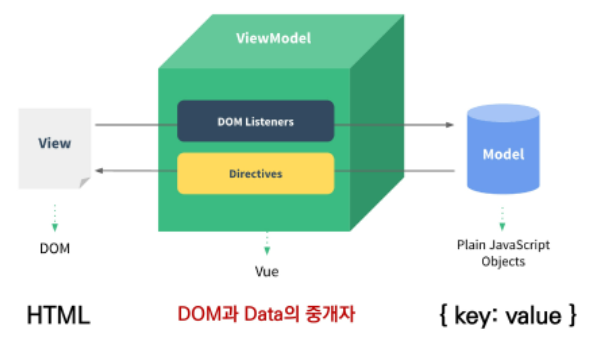 ViewModel
DOM Listeners
View
Model
Directives
DOM
Plain JavaScript
Objects
Vue
HTML
DOM과 Data의 중개자
{ key: value }